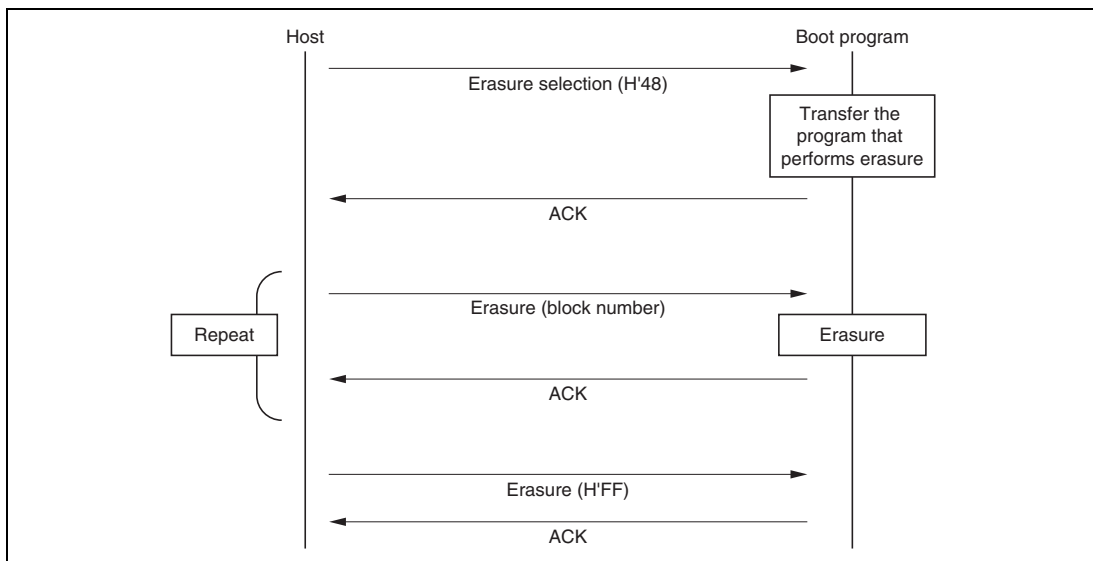 Host
Boot program
Erasure selection (H'48)
Transfer the
program that
performs erasure
ACK
Erasure (block number)
Repeat
Erasure
ACK
Erasure (H'FF)
ACK